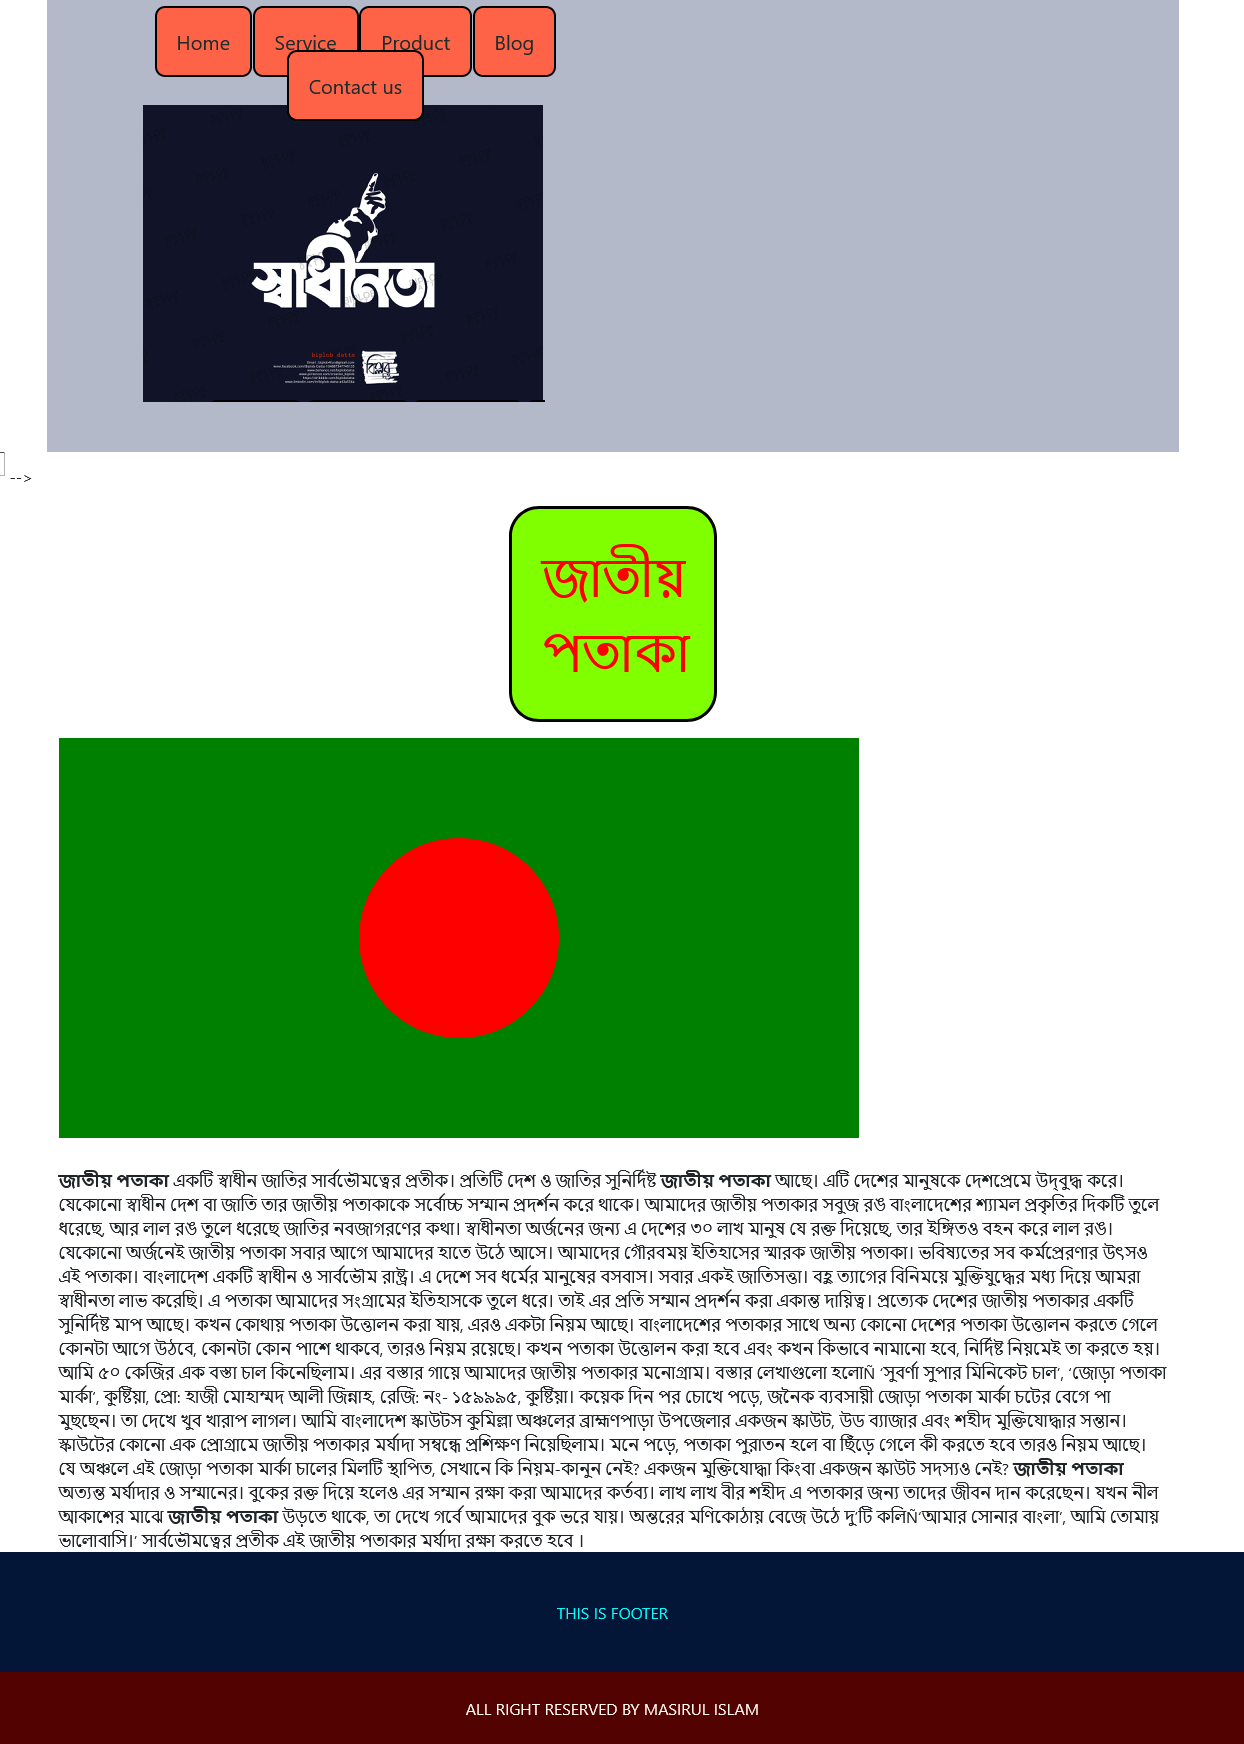 Home Service Product Blog
Contact us
স্বাধীনতা
biplob datta
-->
জাতীয়
পতাকা
জাতীয় পতাকা একটি স্বাধীন জাতির সার্বভৌমত্বের প্রতীক। প্রতিটি দেশ ও জাতির সুনির্দিষ্ট জাতীয় পতাকা আছে। এটি দেশের মানুষকে দেশপ্রেমে উদ্বুদ্ধ করে।
যেকোনো স্বাধীন দেশ বা জাতি তার জাতীয় পতাকাকে সর্বোচ্চ সম্মান প্রদর্শন করে থাকে। আমাদের জাতীয় পতাকার সবুজ রঙ বাংলাদেশের শ্যামল প্রকৃতির দিকটি তুলে
ধরেছে, আর লাল রঙ তুলে ধরেছে জাতির নবজাগরণের কথা। স্বাধীনতা অর্জনের জন্য এ দেশের ৩০ লাখ মানুষ যে রক্ত দিয়েছে, তার ইঙ্গিতও বহন করে লাল রঙ।
যেকোনো অর্জনেই জাতীয় পতাকা সবার আগে আমাদের হাতে উঠে আসে। আমাদের গৌরবময় ইতিহাসের স্মারক জাতীয় পতাকা। ভবিষ্যতের সব কর্মপ্রেরণার উৎসও
এই পতাকা। বাংলাদেশ একটি স্বাধীন ও সার্বভৌম রাষ্ট্র। এ দেশে সব ধর্মের মানুষের বসবাস। সবার একই জাতিসত্তা। বহু ত্যাগের বিনিময়ে মুক্তিযুদ্ধের মধ্য দিয়ে আমরা
স্বাধীনতা লাভ করেছি। এ পতাকা আমাদের সংগ্রামের ইতিহাসকে তুলে ধরে। তাই এর প্রতি সম্মান প্রদর্শন করা একান্ত দায়িত্ব। প্রত্যেক দেশের জাতীয় পতাকার একটি
সুনির্দিষ্ট মাপ আছে। কখন কোথায় পতাকা উত্তোলন করা যায়, এরও একটা নিয়ম আছে। বাংলাদেশের পতাকার সাথে অন্য কোনো দেশের পতাকা উত্তোলন করতে গেলে
কোনটা আগে উঠবে, কোনটা কোন পাশে থাকবে, তারও নিয়ম রয়েছে। কখন পতাকা উত্তোলন করা হবে এবং কখন কিভাবে নামানো হবে, নির্দিষ্ট নিয়মেই তা করতে হয়।
আমি ৫০ কেজির এক বস্তা চাল কিনেছিলাম। এর বস্তার গায়ে আমাদের জাতীয় পতাকার মনোগ্রাম। বস্তার লেখাগুলো হলোÑ ‘সুবর্ণা সুপার মিনিকেট চাল’, ‘জোড়া পতাকা
মার্কা’, কুষ্টিয়া, প্রো: হাজী মোহাম্মদ আলী জিন্নাহ, রেজি: নং- ১৫৯৯৯৫, কুষ্টিয়া। কয়েক দিন পর চোখে পড়ে, জনৈক ব্যবসায়ী জোড়া পতাকা মার্কা চটের বেগে পা
মুছছেন। তা দেখে খুব খারাপ লাগল। আমি বাংলাদেশ স্কাউটস কুমিল্লা অঞ্চলের ব্রাহ্মণপাড়া উপজেলার একজন স্কাউট, উড ব্যাজার এবং শহীদ মুক্তিযোদ্ধার সন্তান।
স্কাউটের কোনো এক প্রোগ্রামে জাতীয় পতাকার মর্যাদা সম্বন্ধে প্রশিক্ষণ নিয়েছিলাম। মনে পড়ে, পতাকা পুরাতন হলে বা ছিঁড়ে গেলে কী করতে হবে তারও নিয়ম আছে।
যে অঞ্চলে এই জোড়া পতাকা মার্কা চালের মিলটি স্থাপিত, সেখানে কি নিয়ম-কানুন নেই? একজন মুক্তিযোদ্ধা কিংবা একজন স্কাউট সদস্যও নেই? জাতীয় পতাকা
অত্যন্ত মর্যাদার ও সম্মানের। বুকের রক্ত দিয়ে হলেও এর সম্মান রক্ষা করা আমাদের কর্তব্য। লাখ লাখ বীর শহীদ এ পতাকার জন্য তাদের জীবন দান করেছেন। যখন নীল
আকাশের মাঝে জাতীয় পতাকা উড়তে থাকে, তা দেখে গর্বে আমাদের বুক ভরে যায়। অন্তরের মণিকোঠায় বেজে উঠে দু’টি কলিÑ‘আমার সোনার বাংলা’, আমি তোমায়
ভালোবাসি।’ সার্বভৌমত্বের প্রতীক এই জাতীয় পতাকার মর্যাদা রক্ষা করতে হবে ।
THIS IS FOOTER
ALL RIGHT RESERVED BY MASIRUL ISLAM